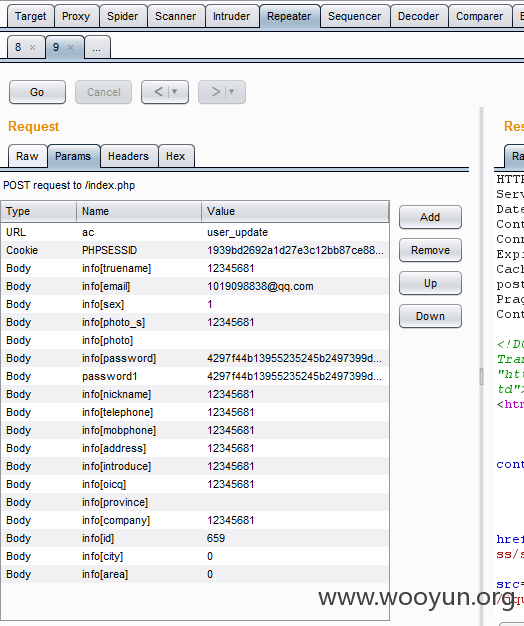 Target Proxy Spider Scanner Intruder Repeater Sequencer Decoder Comparer
8 × 9 × ...
Go Cancel < ▼ > ▼
Request
Raw Params Headers Hex
POST request to /index.php
Type Name Value
URL ac user_update
Cookie PHPSESSID 1939bd2692a1d27e3c12bb87ce88...
Body info[truename] 12345681
Body info[email] 1019098838@qq.com
Body info[sex] 1
Body info[photo_s] 12345681
Body info[photo]
Body info[password] 4297f44b13955235245b2497399d...
Body password1 4297f44b13955235245b2497399d...
Body info[nickname] 12345681
Body info[telephone] 12345681
Body info[mobphone] 12345681
Body info[address] 12345681
Body info[introduce] 12345681
Body info[oicq] 12345681
Body info[province]
Body info[company] 12345681
Body info[id] 659
Body info[city] 0
Body info[area] 0
Add
Remove
Up
Down
Res
Ra
HTTP
Serv
Date
Cont
Conn
Expi
Cach
post
Prag
Cont
<!DO
Tran
"htt
td">
<htm
cont
href
ss/s
src=
www.wooyun.org